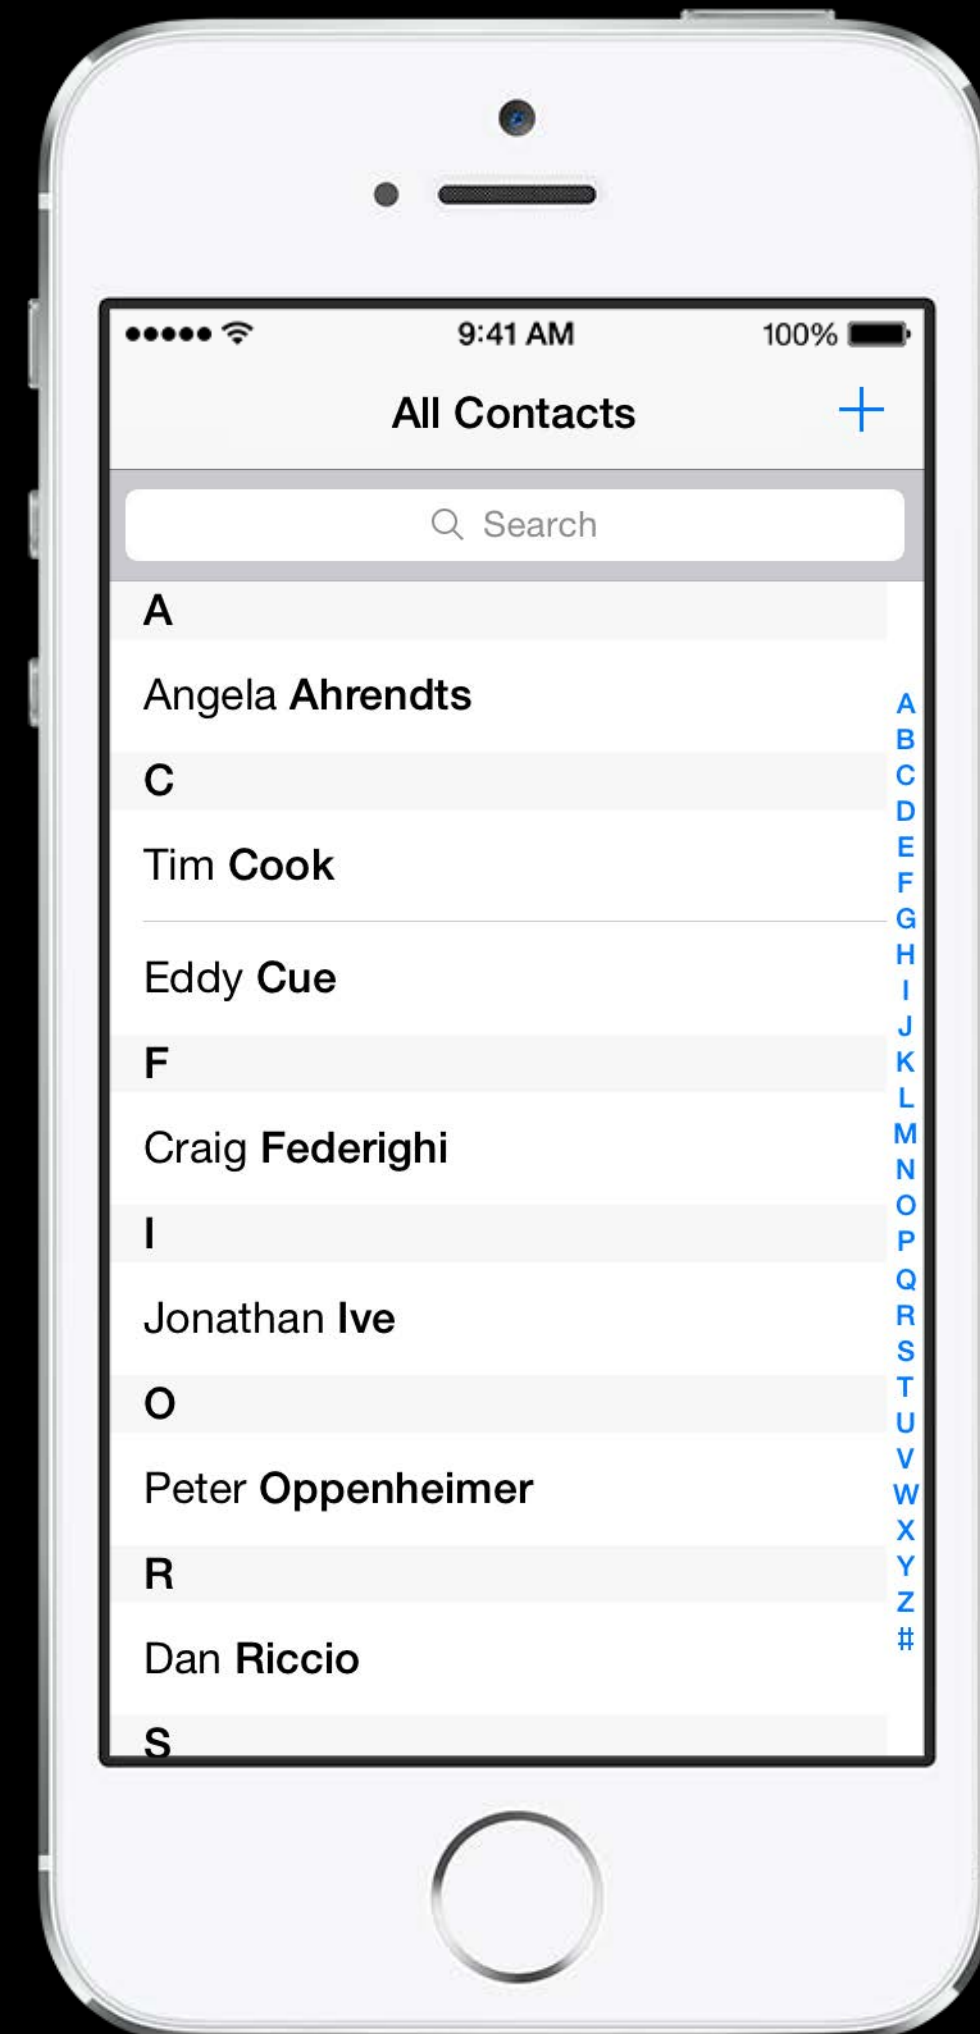 9:41 AM 100%
All Contacts
Search
A
Angela Ahrendts
C
Tim Cook
Eddy Cue
F
Craig Federighi
I
Jonathan Ive
O
Peter Oppenheimer
R
Dan Riccio
S
A
B
C
D
E
F
G
H
I
J
K
L
M
N
O
P
Q
R
S
T
U
V
W
X
Y
Z
#